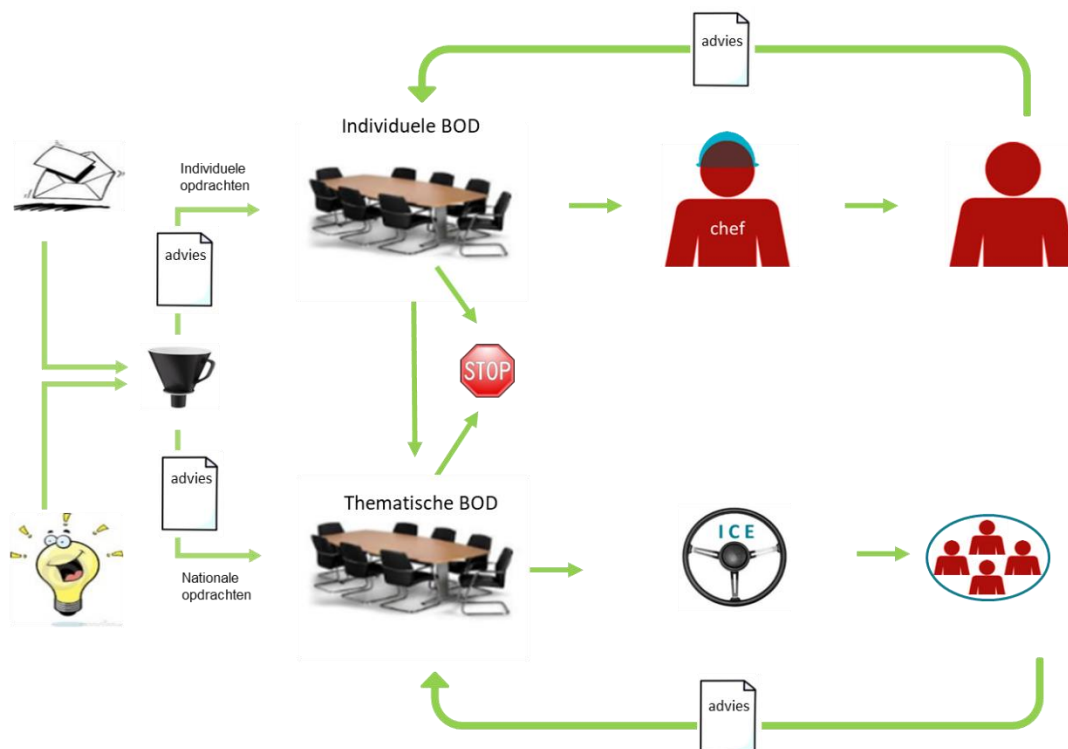 advies
Individuele BOD
Individuele
opdrachten
chef
advies
STOP
advies
Thematische BOD
ICE
Nationale
opdrachten
advies